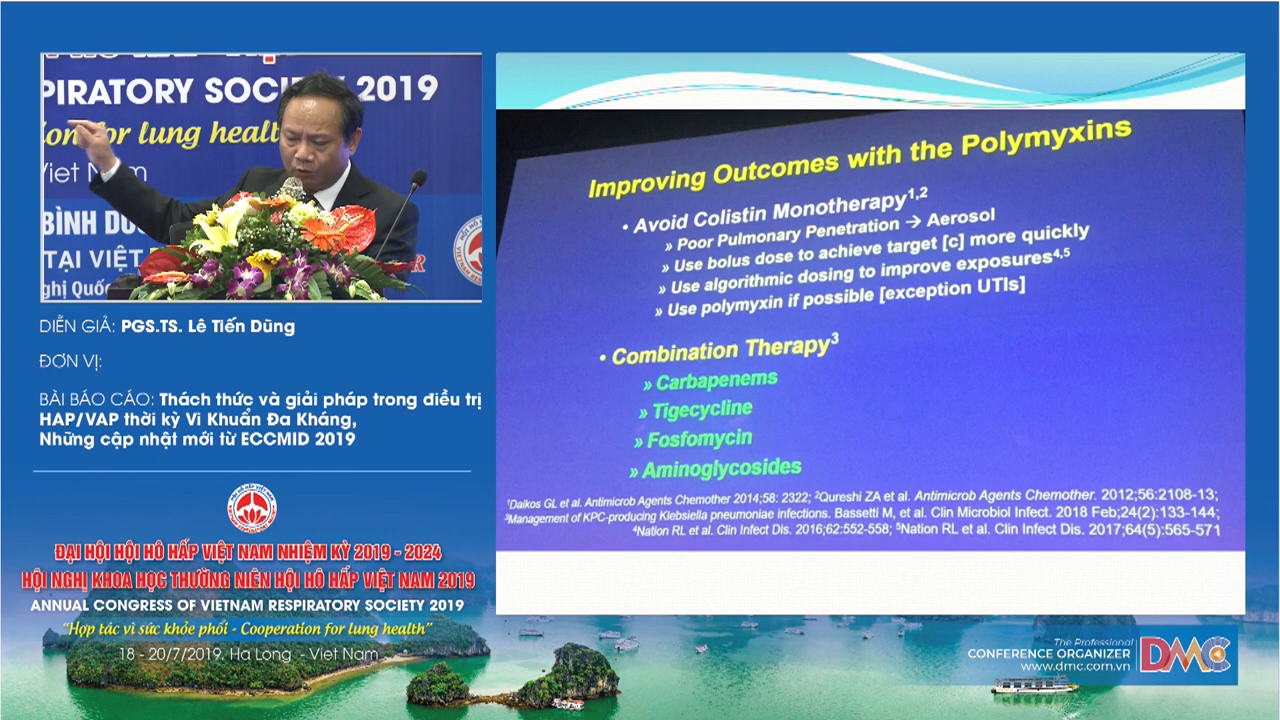 PIRATORY SOCIETY 2019
for lung health
Viet Nam
BÌNH DƯ
TẠI VIỆT
nghị Quốc
DIỄN GIẢ: PGS.TS. Lê Tiến Dũng
ĐƠN VỊ:
BÀI BÁO CÁO: Thách thức và giải pháp trong điều trị
HAP/VAP thời kỳ Vi Khuẩn Đa Kháng,
Những cập nhật mới từ ECCMID 2019
ĐẠI HỘI HỘI HÔ HẤP VIỆT NAM NHIỆM KỲ 2019 - 2024
HỘI NGHỊ KHOA HỌC THƯỜNG NIÊN HỘI HÔ HẤP VIỆT NAM 2019
ANNUAL CONGRESS OF VIETNAM RESPIRATORY SOCIETY 2019
"Hợp tác vì sức khỏe phổi - Cooperation for lung health"
18 - 20/7/2019. Ha Long - Viet Nam
Improving Outcomes with the Polymyxins
• Avoid Colistin Monotherapy1,2
» Poor Pulmonary Penetration → Aerosol
» Use bolus dose to achieve target [c] more quickly
» Use algorithmic dosing to improve exposures4,5
» Use polymyxin if possible [exception UTIs]
• Combination Therapy3
» Carbapenems
» Tigecycline
» Fosfomycin
» Aminoglycosides
1Daikos GL et al. Antimicrob Agents Chemother 2014;58: 2322; 2Qureshi ZA et al. Antimicrob Agents Chemother. 2012;56:2108-13;
3Management of KPC-producing Klebsiella pneumoniae infections. Bassetti M, et al. Clin Microbiol Infect. 2018 Feb;24(2):133-144;
4Nation RL et al. Clin Infect Dis. 2016;62:552-558; 5Nation RL et al. Clin Infect Dis. 2017;64(5):565-571
The Professional
CONFERENCE ORGANIZER
www.dmc.com.vn
DMC